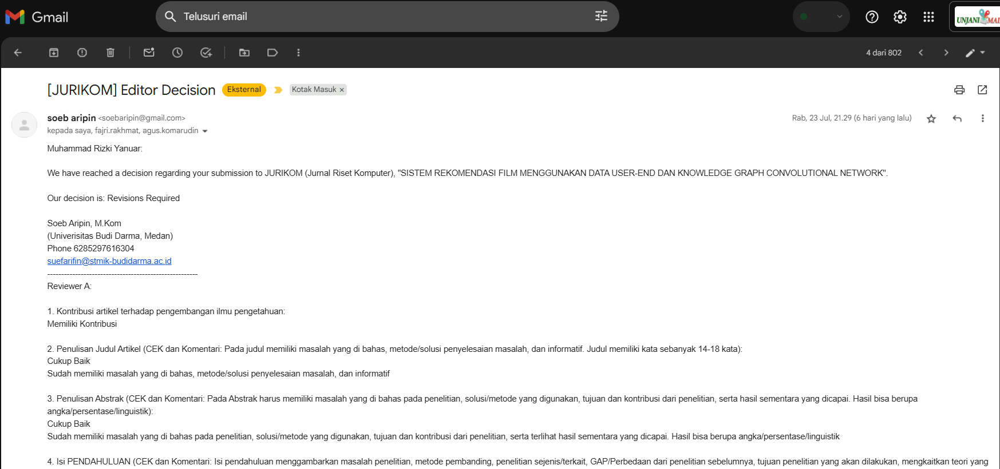 Gmail
Telusuri email
UNJANI MAI
4 dari 802
[JURIKOM] Editor Decision Eksternal Kotak Masuk ×
soeb aripin <soebaripin@gmail.com>
Rab, 23 Jul, 21.29 (6 hari yang lalu)
kepada saya, fajri.rakhmat, agus.komarudin
Muhammad Rizki Yanuar:
We have reached a decision regarding your submission to JURIKOM (Jurnal Riset Komputer), "SISTEM REKOMENDASI FILM MENGGUNAKAN DATA USER-END DAN KNOWLEDGE GRAPH CONVOLUTIONAL NETWORK".
Our decision is: Revisions Required
Soeb Aripin, M.Kom
(Univerisitas Budi Darma, Medan)
Phone 6285297616304
suefarifin@stmik-budidarma.ac.id
------------------------------------------------------
Reviewer A:
1. Kontribusi artikel terhadap pengembangan ilmu pengetahuan:
Memiliki Kontribusi
2. Penulisan Judul Artikel (CEK dan Komentari: Pada judul memiliki masalah yang di bahas, metode/solusi penyelesaian masalah, dan informatif. Judul memiliki kata sebanyak 14-18 kata):
Cukup Baik
Sudah memiliki masalah yang di bahas, metode/solusi penyelesaian masalah, dan informatif
3. Penulisan Abstrak (CEK dan Komentari: Pada Abstrak harus memiliki masalah yang di bahas pada penelitian, solusi/metode yang digunakan, tujuan dan kontribusi dari penelitian, serta hasil sementara yang dicapai. Hasil bisa berupa
angka/persentase/linguistik):
Cukup Baik
Sudah memiliki masalah yang di bahas pada penelitian, solusi/metode yang digunakan, tujuan dan kontribusi dari penelitian, serta terlihat hasil sementara yang dicapai. Hasil bisa berupa angka/persentase/linguistik
4. Isi PENDAHULUAN (CEK dan Komentari: Isi pendahuluan menggambarkan masalah penelitian, metode pembanding, penelitian sejenis/terkait, GAP/Perbedaan dari penelitian sebelumnya, tujuan penelitian yang akan dilakukan, mengkaitkan teori yang